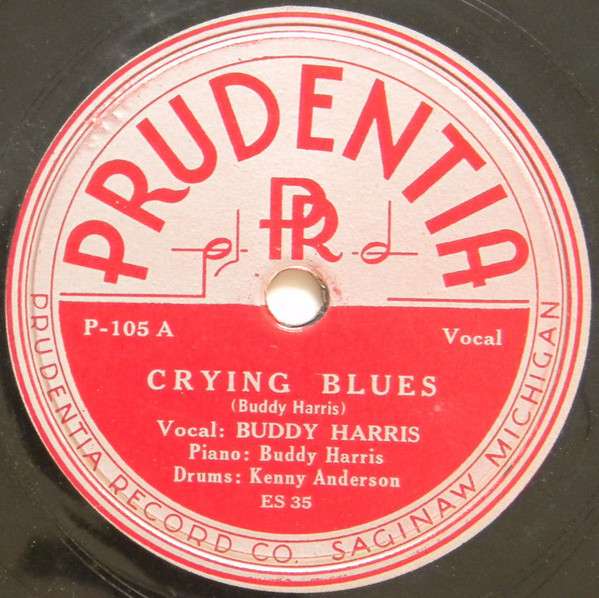 PRUDENTIA
PR
P-105 A
Vocal
CRYING BLUES
(Buddy Harris)
Vocal: BUDDY HARRIS
Piano: Buddy Harris
Drums: Kenny Anderson
ES 35
PRUDENTIA RECORD CO. SAGINAW MICHIGAN